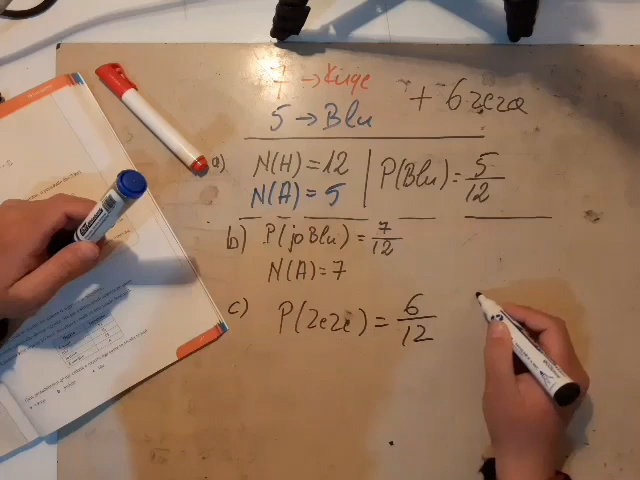 7 → Kuqe
5 → Blu
+ 6 zeza
a) N(H) = 12 | P(Blu) = 5/12
N(A) = 5
b) P(jo Blu) = 7/12
N(A) = 7
c) P(zeze) = 6/12